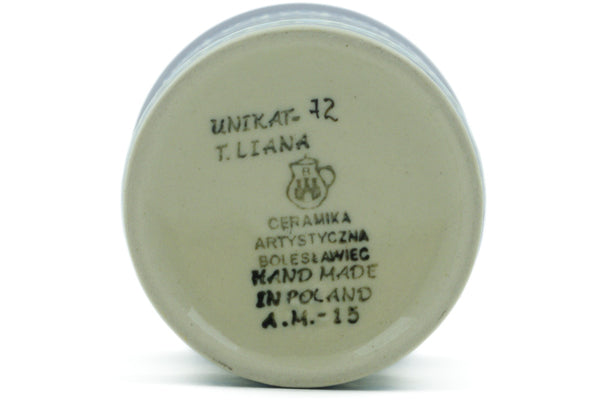 UNIKAT-72
T. LIANA
R
CERAMIKA
ARTYSTYCZNA
BOLESŁAWIEC
HAND MADE
IN POLAND
A.M.-15